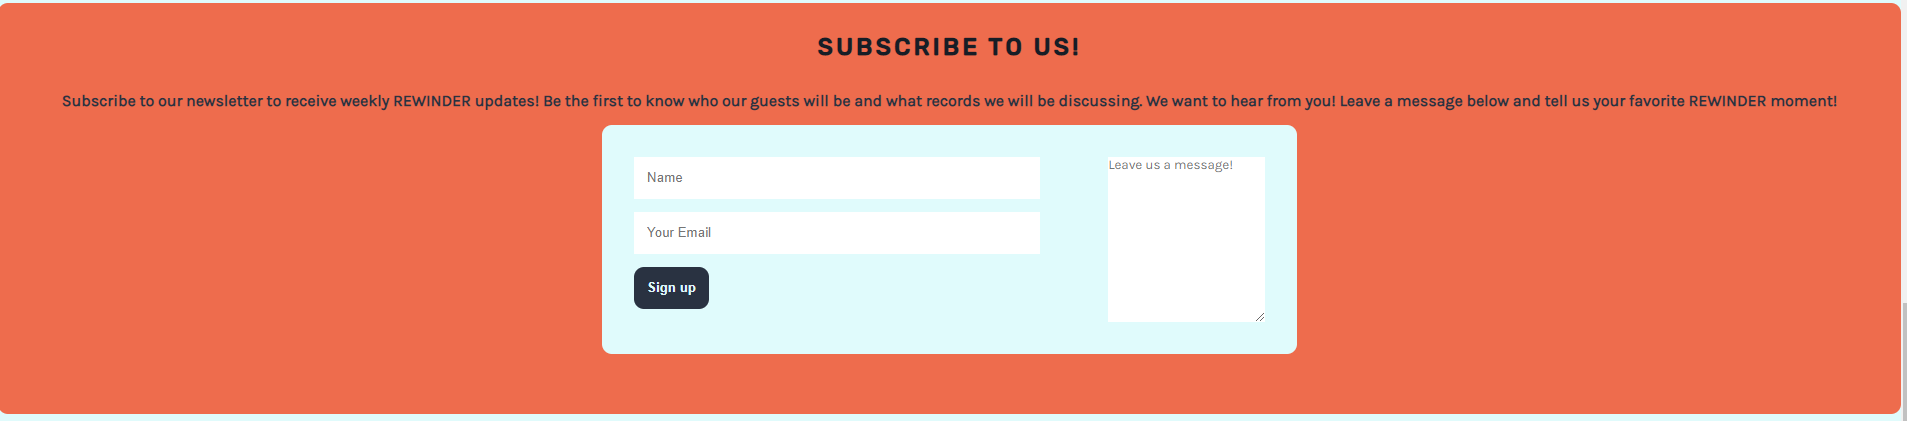 SUBSCRIBE TO US!
Subscribe to our newsletter to receive weekly REWINDER updates! Be the first to know who our guests will be and what records we will be discussing. We want to hear from you! Leave a message below and tell us your favorite REWINDER moment!
Name
Your Email
Sign up
Leave us a message!